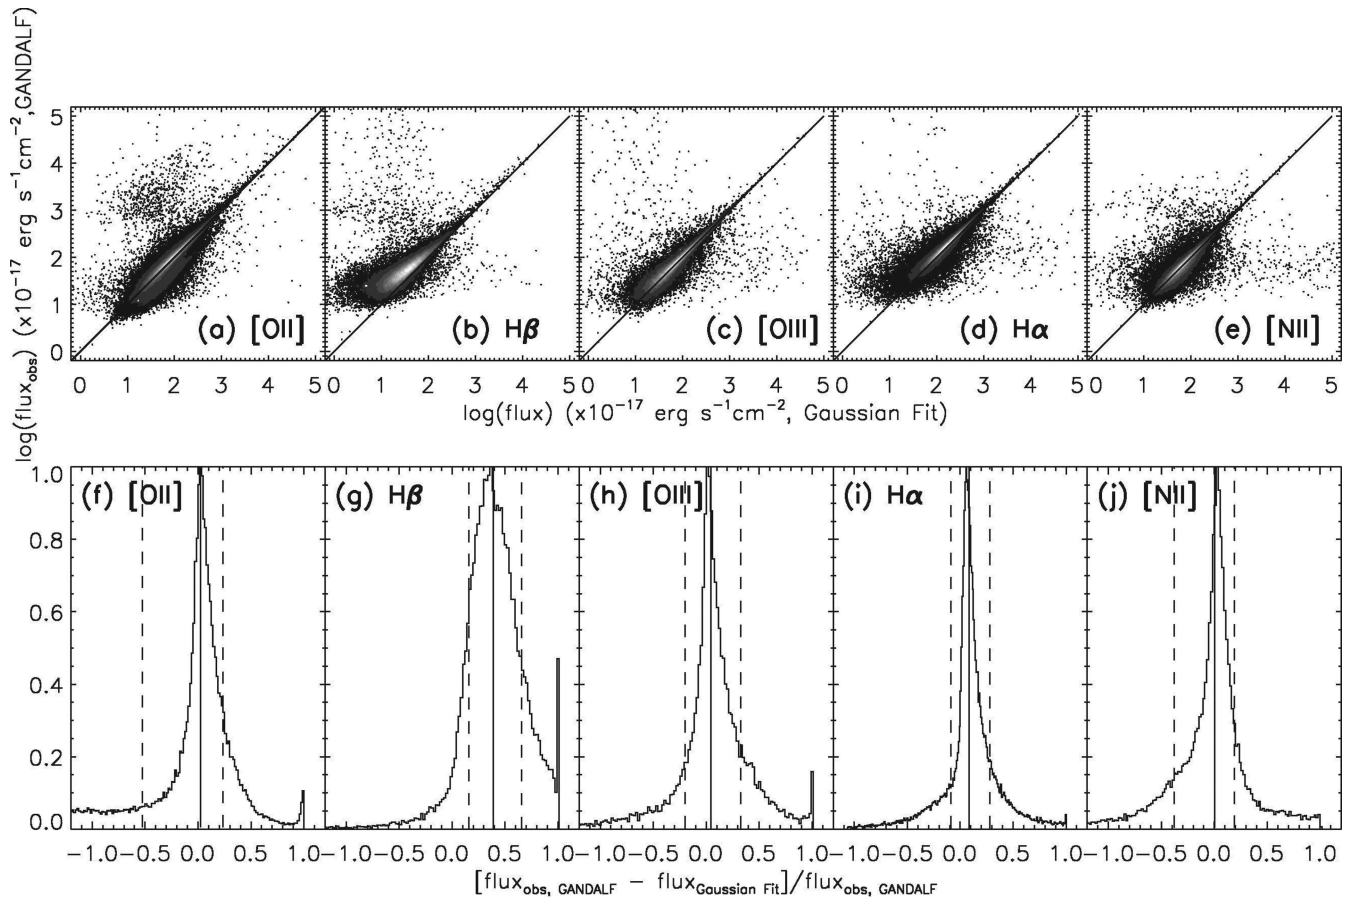 log(flux_obs) (x10^−17 erg s^−1cm^−2,GANDALF)
5
4
3
2
1
0
(a) [OII]
(b) Hβ
(c) [OIII]
(d) Hα
(e) [NII]
0 1 2 3 4 5
0 1 2 3 4 5
0 1 2 3 4 5
0 1 2 3 4 5
0 1 2 3 4 5
log(flux) (x10^−17 erg s^−1cm^−2, Gaussian Fit)
1.0
0.8
0.6
0.4
0.2
0.0
(f) [OII]
(g) Hβ
(h) [OIII]
(i) Hα
(j) [NII]
−1.0 −0.5 0.0 0.5 1.0
−1.0 −0.5 0.0 0.5 1.0
−1.0 −0.5 0.0 0.5 1.0
−1.0 −0.5 0.0 0.5 1.0
−1.0 −0.5 0.0 0.5 1.0
[flux_obs, GANDALF − flux_Gaussian Fit]/flux_obs, GANDALF